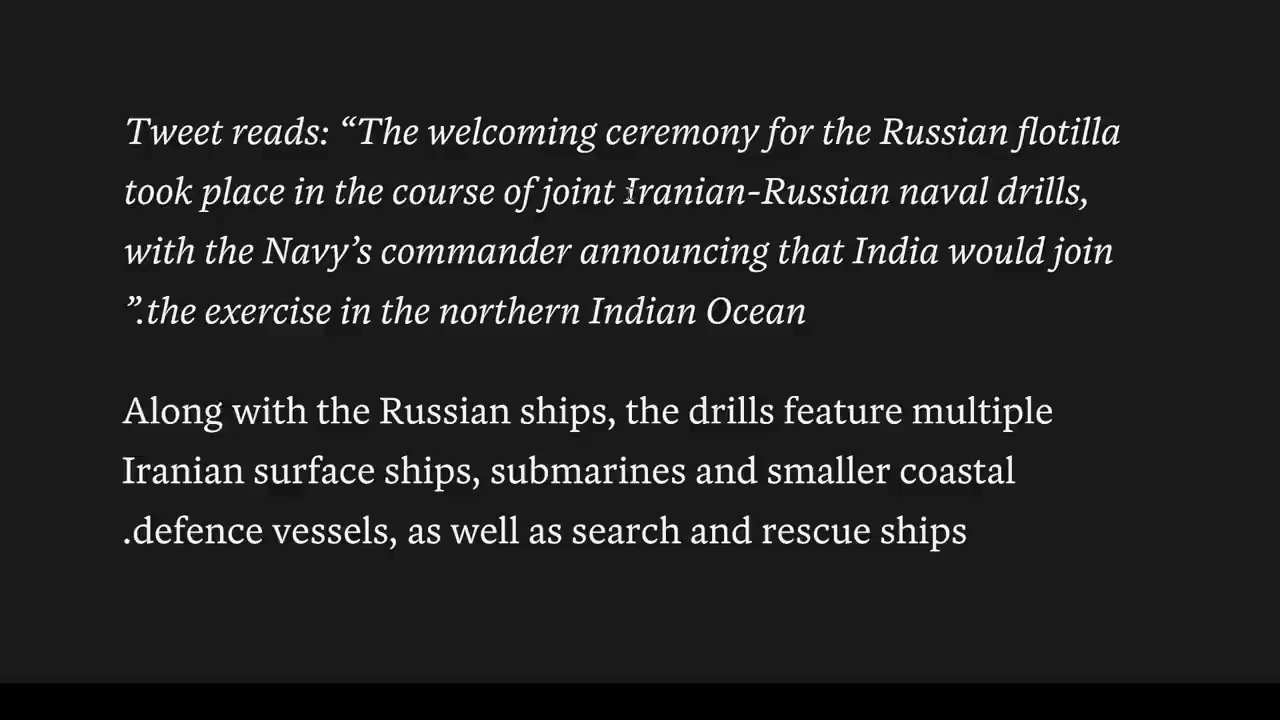 Tweet reads: “The welcoming ceremony for the Russian flotilla
took place in the course of joint Iranian-Russian naval drills,
with the Navy’s commander announcing that India would join
”.the exercise in the northern Indian Ocean
Along with the Russian ships, the drills feature multiple
Iranian surface ships, submarines and smaller coastal
.defence vessels, as well as search and rescue ships